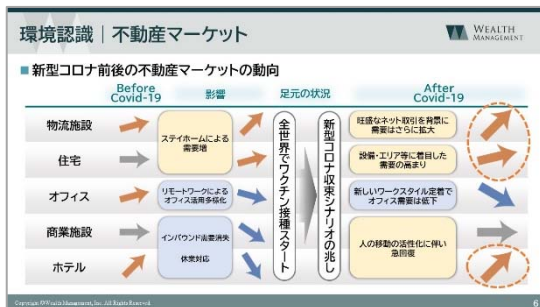 環境認識｜不動産マーケット
WEALTH
MANAGEMENT
■新型コロナ前後の不動産マーケットの動向
Before
Covid-19
影響
足元の状況
After
Covid-19
物流施設
住宅
オフィス
商業施設
ホテル
ステイホームによる
需要増
リモートワークによる
オフィス活用多様化
インバウンド需要消失
休業対応
全世界でワクチン接種スタート
新型コロナ収束シナリオの兆し
旺盛なネット取引を背景に
需要はさらに拡大
設備・エリア等に着目した
需要の高まり
新しいワークスタイル定着で
オフィス需要は低下
人の移動の活性化に伴い
急回復
Copyright ©Wealth Management, Inc. All Rights Reserved.
6